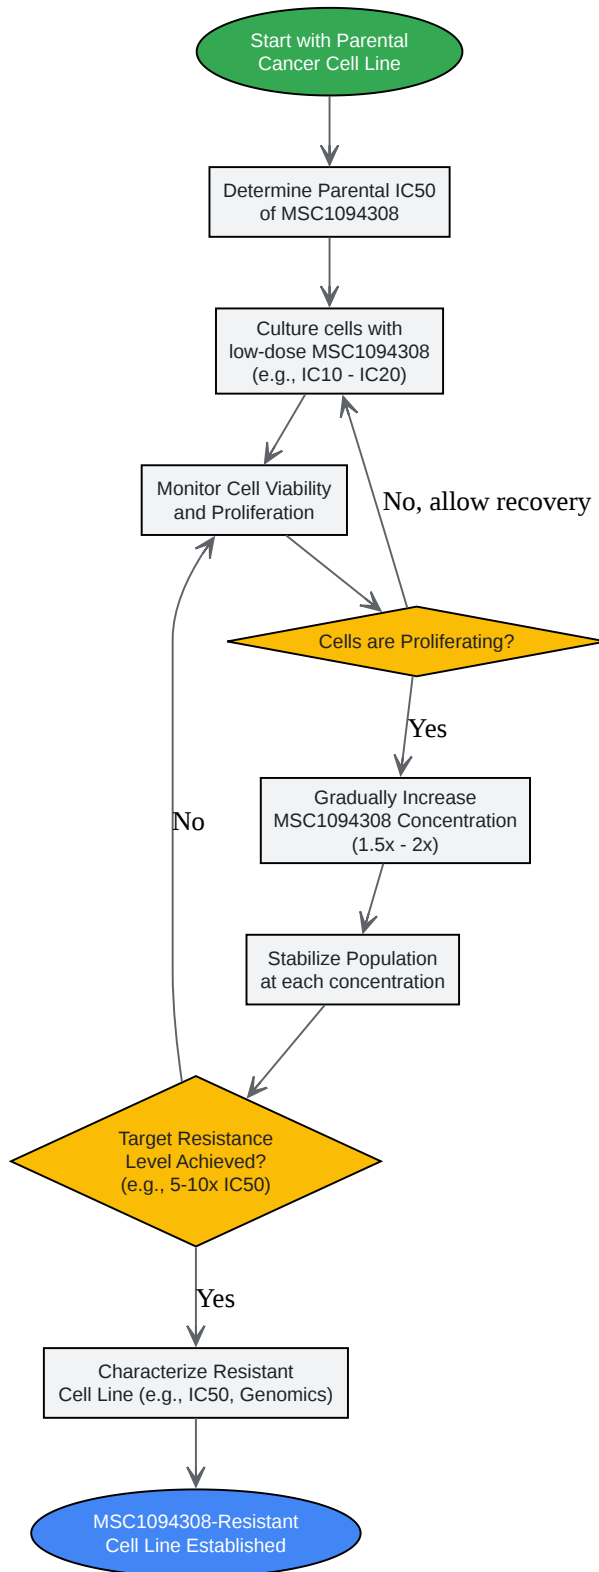 Start with Parental
Cancer Cell Line
Determine Parental IC50
of MSC1094308
Culture cells with
low-dose MSC1094308
(e.g., IC10 - IC20)
Monitor Cell Viability
and Proliferation
No, allow recovery
Cells are Proliferating?
Yes
Gradually Increase
MSC1094308 Concentration
(1.5x - 2x)
No
Stabilize Population
at each concentration
Target Resistance
Level Achieved?
(e.g., 5-10x IC50)
Yes
Characterize Resistant
Cell Line (e.g., IC50, Genomics)
MSC1094308-Resistant
Cell Line Established